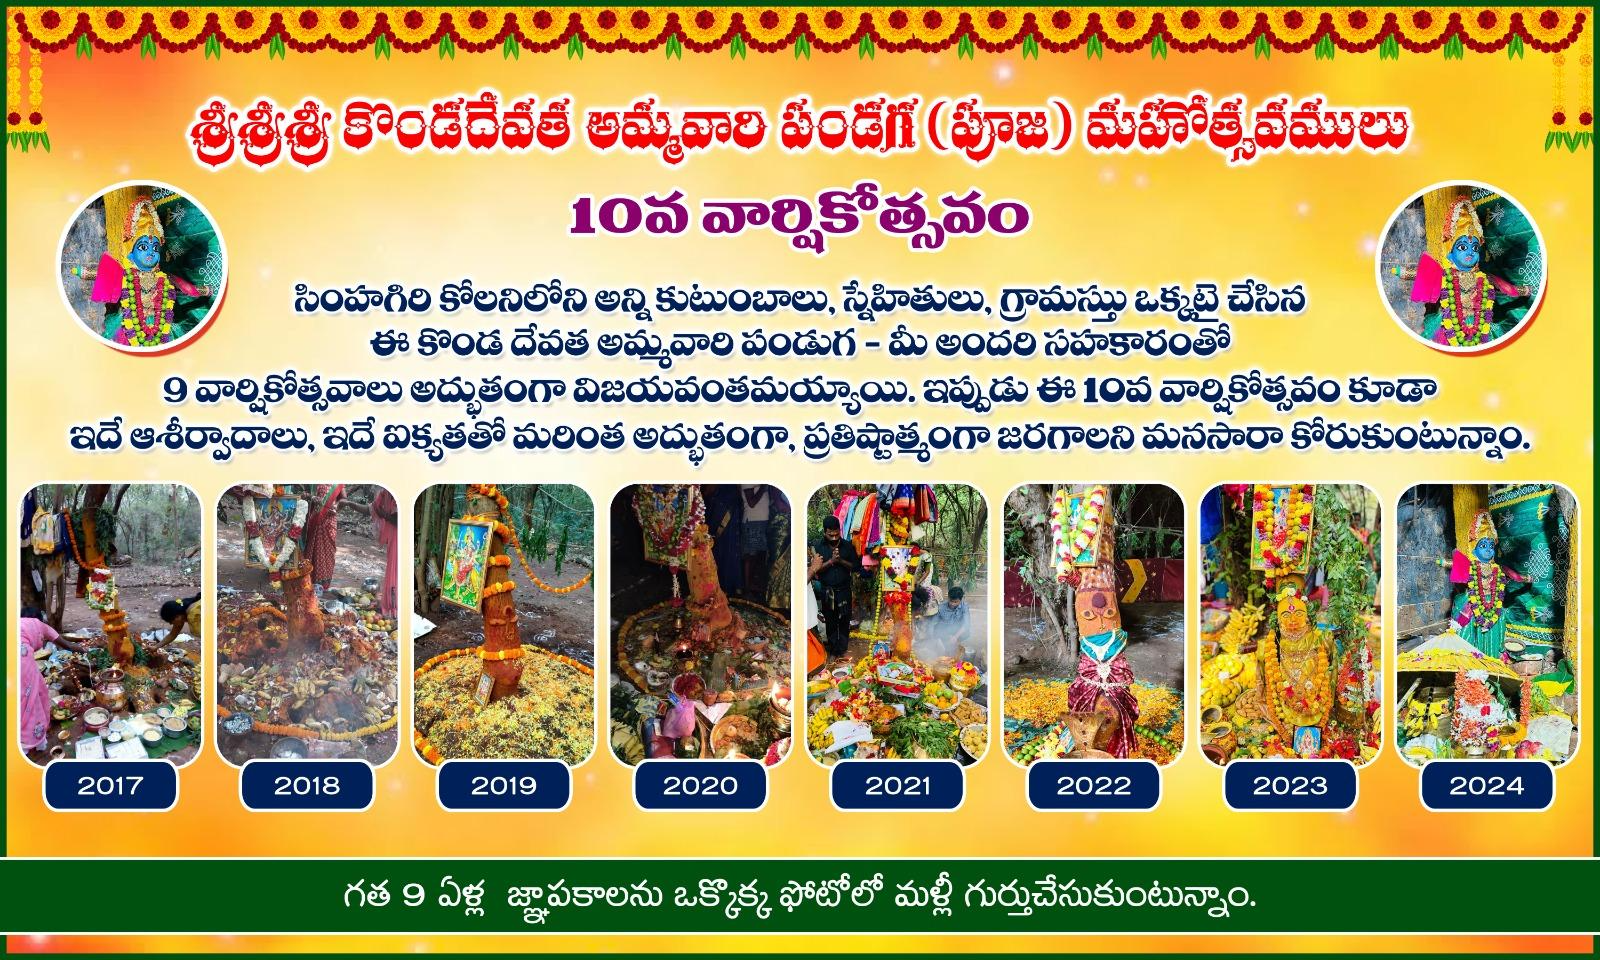 శ్రీశ్రీశ్రీ కొండదేవత అమ్మవారి పండగ (పూజ) మహోత్సవములు
10వ వార్షికోత్సవం
సింహగిరి కోలనిలోని అన్ని కుటుంబాలు, స్నేహితులు, గ్రామస్తు ఒక్కటై చేసిన
ఈ కొండ దేవత అమ్మవారి పండుగ - మీ అందరి సహకారంతో
9 వార్షికోత్సవాలు అద్భుతంగా విజయవంతమయ్యాయి. ఇప్పుడు ఈ 10వ వార్షికోత్సవం కూడా
ఇదే ఆశీర్వాదాలు, ఇదే ఐక్యతతో మరింత అద్భుతంగా, ప్రతిష్టాత్మంగా జరగాలని మనసారా కోరుకుంటున్నాం.
2017 2018 2019 2020 2021 2022 2023 2024
గత 9 ఏళ్ల జ్ఞాపకాలను ఒక్కొక్క ఫోటోలో మళ్లీ గుర్తుచేసుకుంటున్నాం.